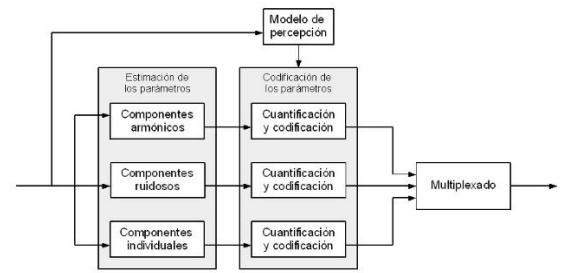 Modelo de
percepción
Estimación de
los parámetros
Codificación de
los parámetros
Componentes
armónicos
Cuantificación
y codificación
Componentes
ruidosos
Cuantificación
y codificación
Multiplexado
Componentes
individuales
Cuantificación
y codificación